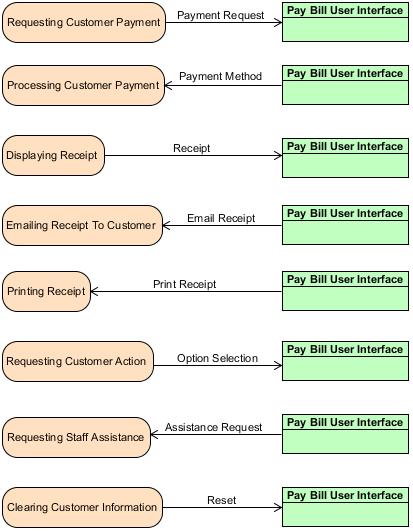 Requesting Customer Payment
Payment Request
Pay Bill User Interface
Processing Customer Payment
Payment Method
Pay Bill User Interface
Displaying Receipt
Receipt
Pay Bill User Interface
Emailing Receipt To Customer
Email Receipt
Pay Bill User Interface
Printing Receipt
Print Receipt
Pay Bill User Interface
Requesting Customer Action
Option Selection
Pay Bill User Interface
Requesting Staff Assistance
Assistance Request
Pay Bill User Interface
Clearing Customer Information
Reset
Pay Bill User Interface